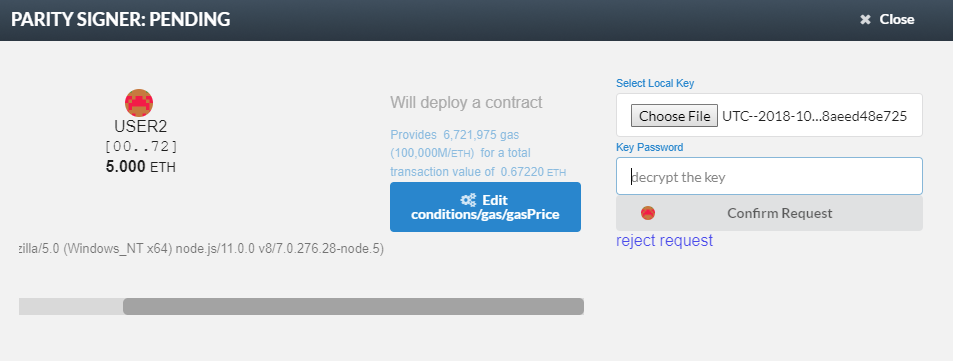 PARITY SIGNER: PENDING
✖ Close
USER2
[00..72]
5.000 ETH
zilla/5.0 (Windows_NT x64) node.js/11.0.0 v8/7.0.276.28-node.5)
Will deploy a contract
Provides 6,721,975 gas
(100,000M/ETH) for a total
transaction value of 0.67220 ETH
Edit
conditions/gas/gasPrice
Select Local Key
Choose File UTC--2018-10...8aeed48e725
Key Password
decrypt the key
Confirm Request
reject request